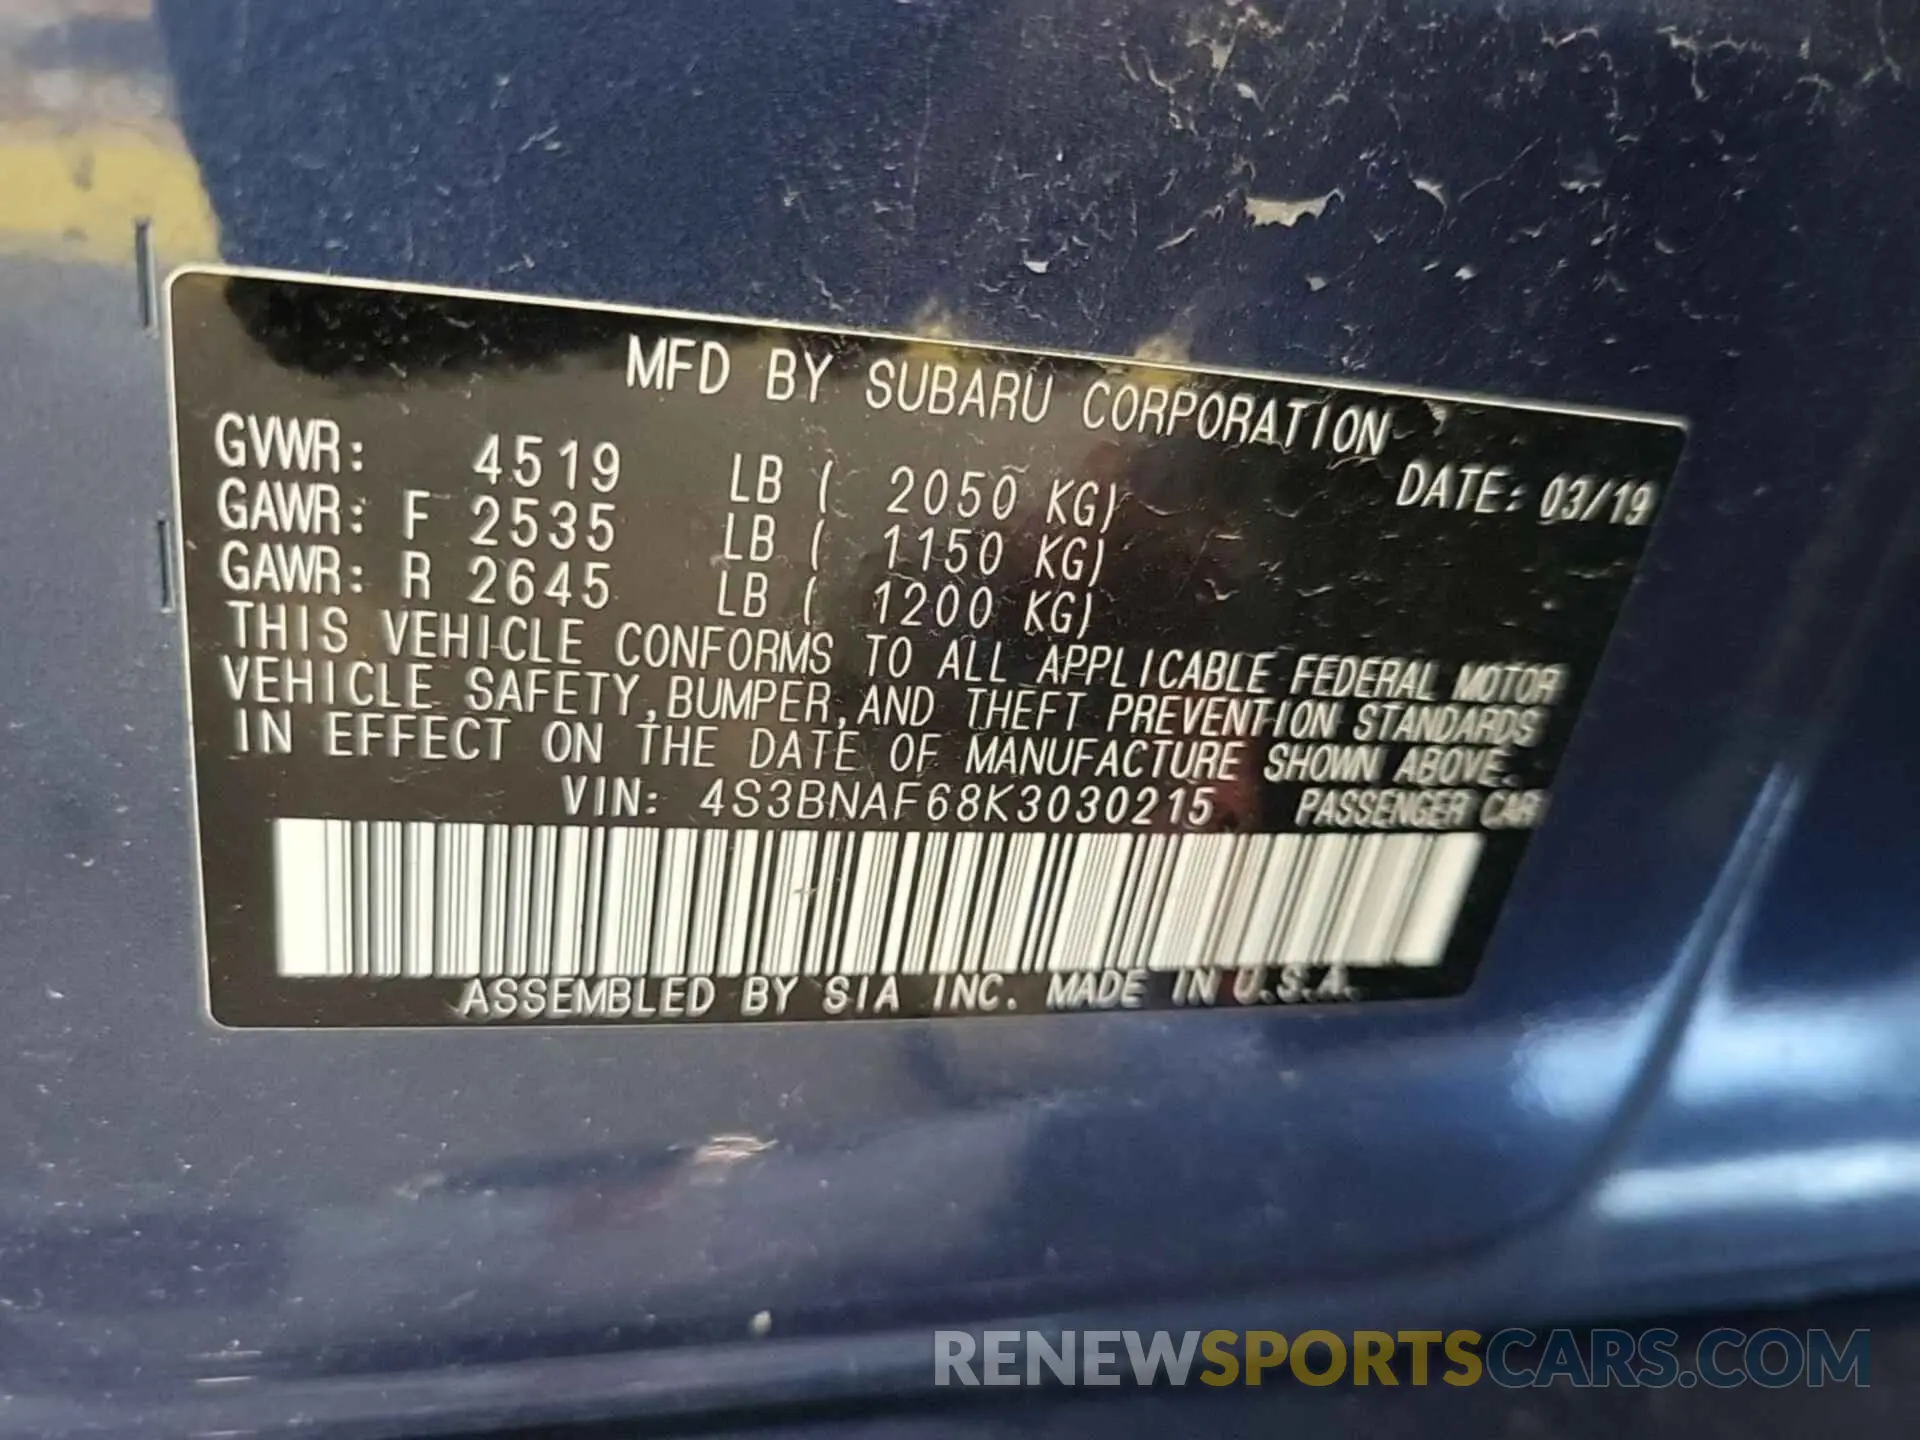 MFD BY SUBARU CORPORATION
GVWR: 4519 LB ( 2050 KG) DATE: 03/19
GAWR: F 2535 LB ( 1150 KG)
GAWR: R 2645 LB ( 1200 KG)
THIS VEHICLE CONFORMS TO ALL APPLICABLE FEDERAL MOTOR
VEHICLE SAFETY, BUMPER, AND THEFT PREVENTION STANDARDS
IN EFFECT ON THE DATE OF MANUFACTURE SHOWN ABOVE.
VIN: 4S3BNAF68K3030215 PASSENGER CAR
ASSEMBLED BY SIA INC. MADE IN U.S.A.
RENEWSPORTSCARS.COM